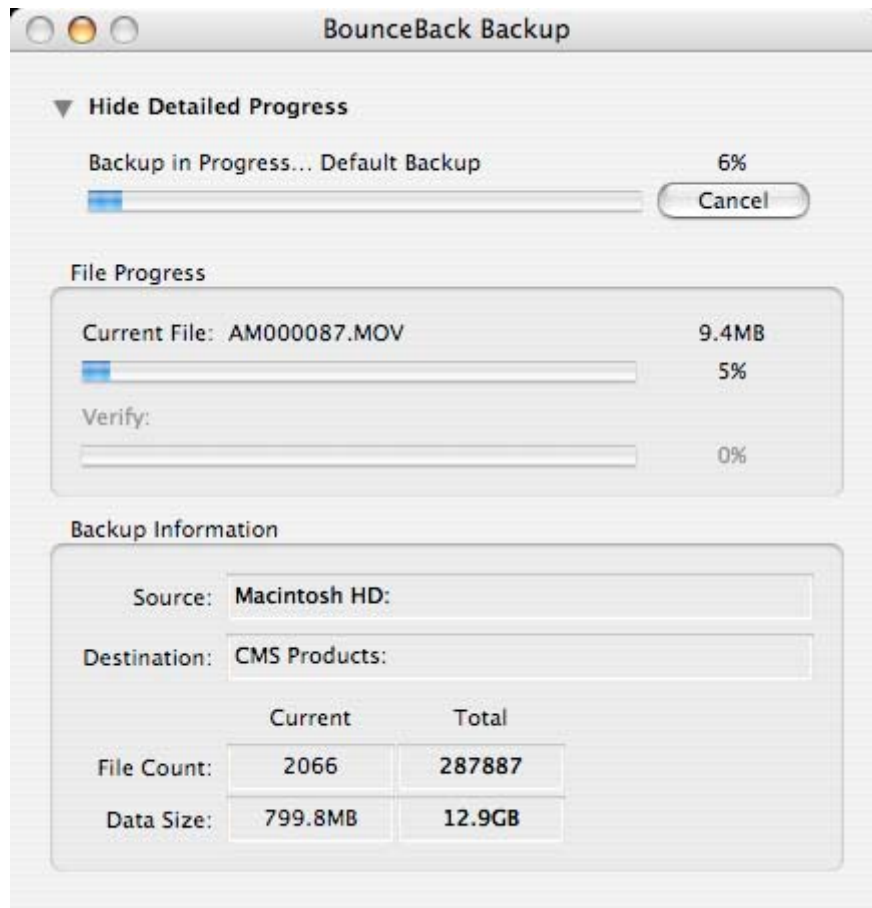 BounceBack Backup
Hide Detailed Progress
Backup in Progress... Default Backup 6%
Cancel
File Progress
Current File: AM000087.MOV 9.4MB
5%
Verify:
0%
Backup Information
Source: Macintosh HD:
Destination: CMS Products:
Current Total
File Count: 2066 287887
Data Size: 799.8MB 12.9GB